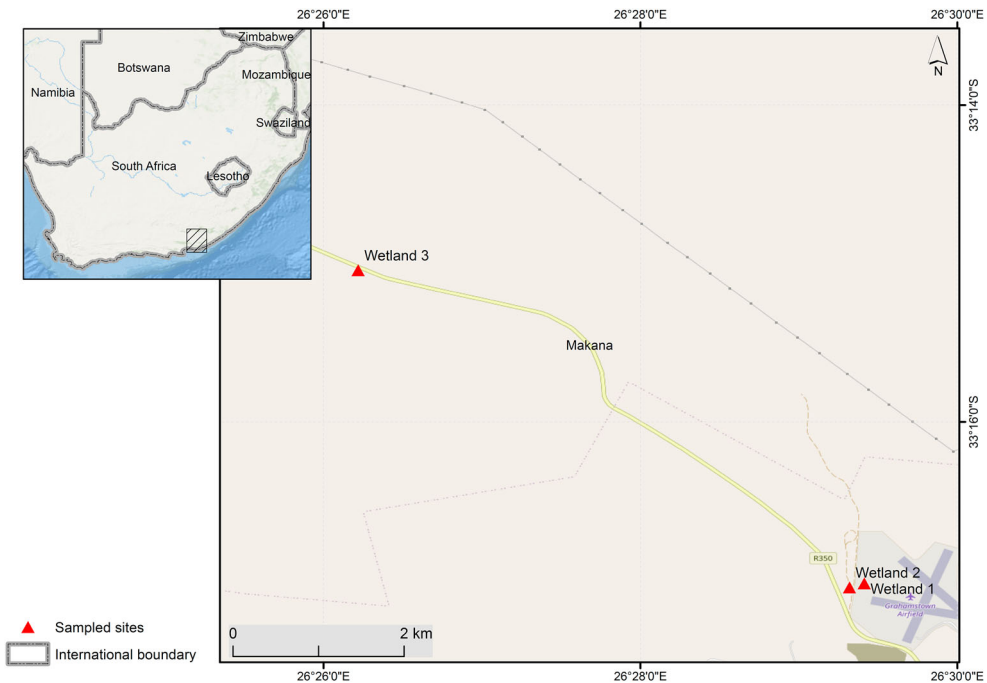 26°26'0"E
26°28'0"E
26°30'0"E
Zimbabwe
Botswana
Mozambique
Namibia
Swaziland
South Africa
Lesotho
N
33°14'0"S
Wetland 3
Makana
33°16'0"S
R350
Wetland 2
Wetland 1
Grahamstown
Airfield
Sampled sites
International boundary
0
2 km
26°26'0"E
26°28'0"E
26°30'0"E